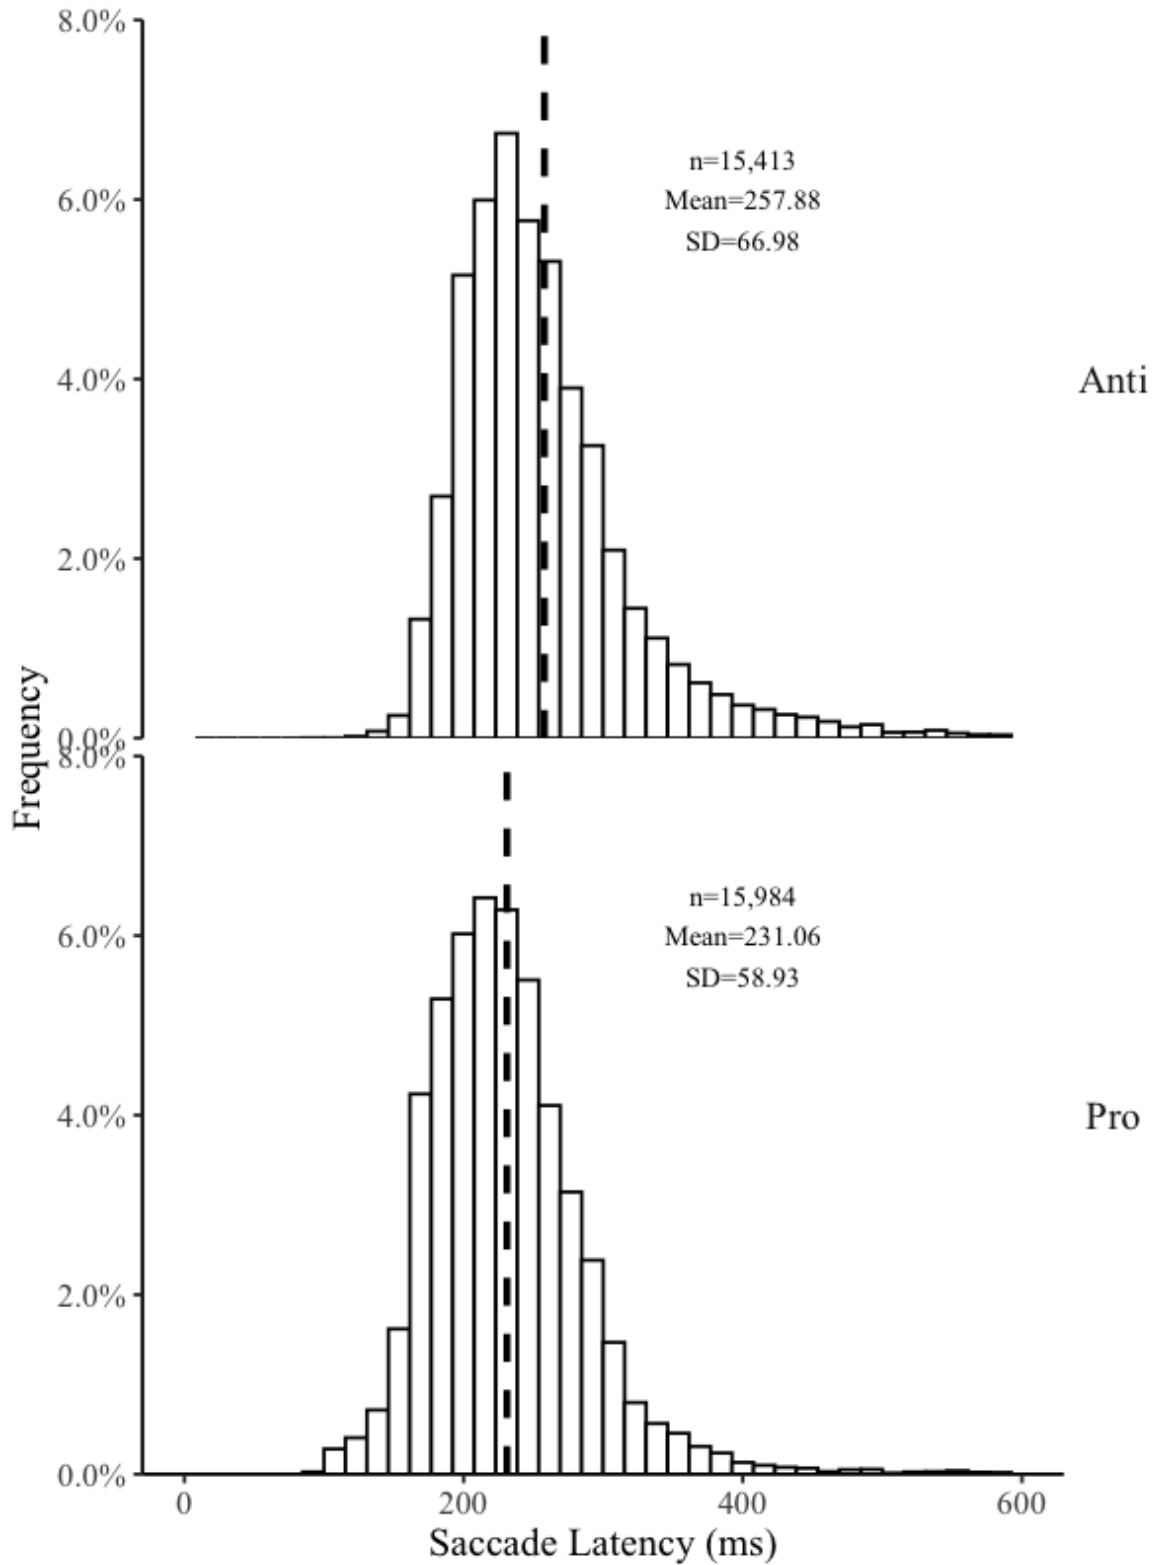 8.0%
n=15,413
6.0%
Mean=257.88
SD=66.98
4.0%
Anti
2.0%
0.0%
Frequency
8.0%
n=15,984
6.0%
Mean=231.06
SD=58.93
4.0%
Pro
2.0%
0.0%
0 200 400 600
Saccade Latency (ms)